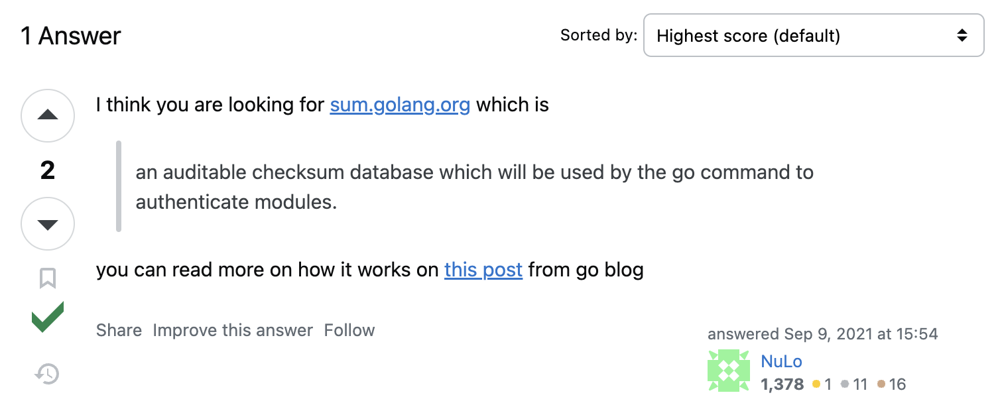 1 Answer
Sorted by: Highest score (default)
I think you are looking for sum.golang.org which is
2
an auditable checksum database which will be used by the go command to
authenticate modules.
you can read more on how it works on this post from go blog
Share Improve this answer Follow
answered Sep 9, 2021 at 15:54
NuLo
1,378 1 11 16